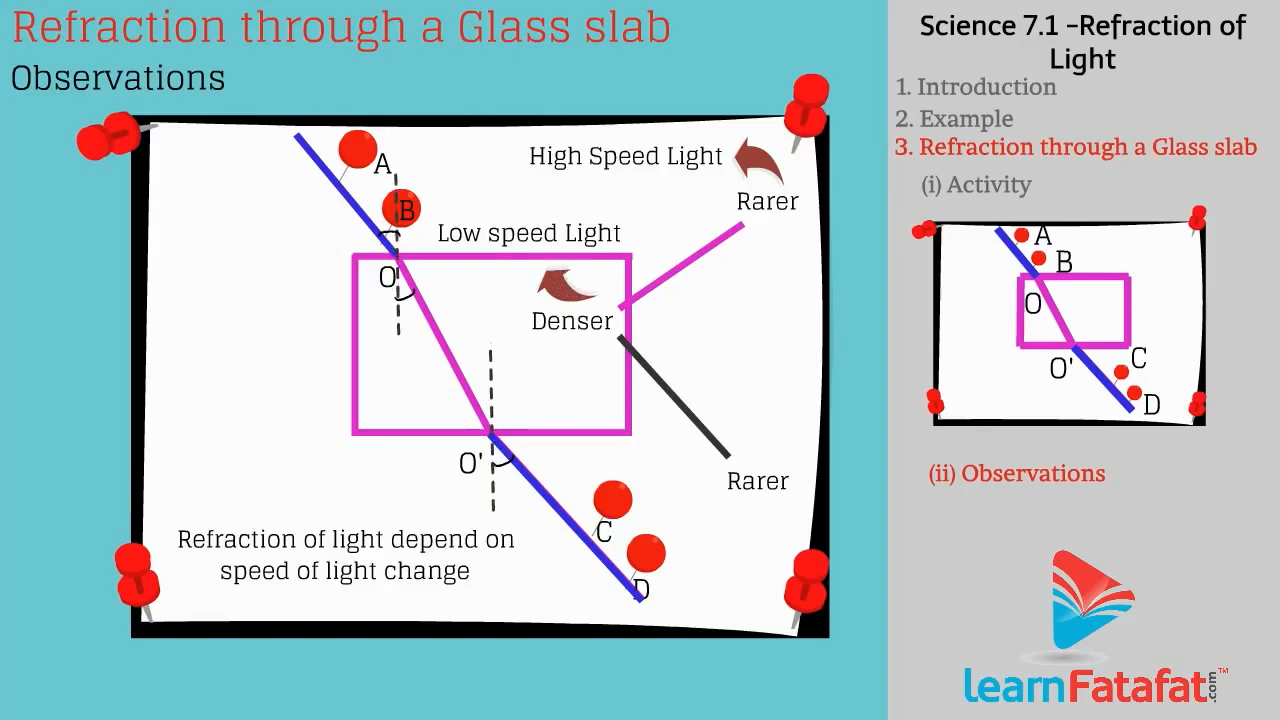 Refraction through a Glass slab
Observations
A
B
High Speed Light
Rarer
Low speed Light
O
Denser
O'
Rarer
C
D
Refraction of light depend on
speed of light change
Science 7.1 –Refraction of
Light
1. Introduction
2. Example
3. Refraction through a Glass slab
(i) Activity
A
B
O
O'
C
D
(ii) Observations
learnFatafat.com™